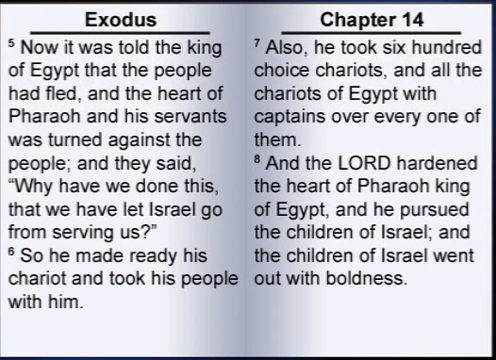 Exodus
⁵ Now it was told the king
of Egypt that the people
had fled, and the heart of
Pharaoh and his servants
was turned against the
people; and they said,
“Why have we done this,
that we have let Israel go
from serving us?”
⁶ So he made ready his
chariot and took his people
with him.
Chapter 14
⁷ Also, he took six hundred
choice chariots, and all the
chariots of Egypt with
captains over every one of
them.
⁸ And the LORD hardened
the heart of Pharaoh king
of Egypt, and he pursued
the children of Israel; and
the children of Israel went
out with boldness.